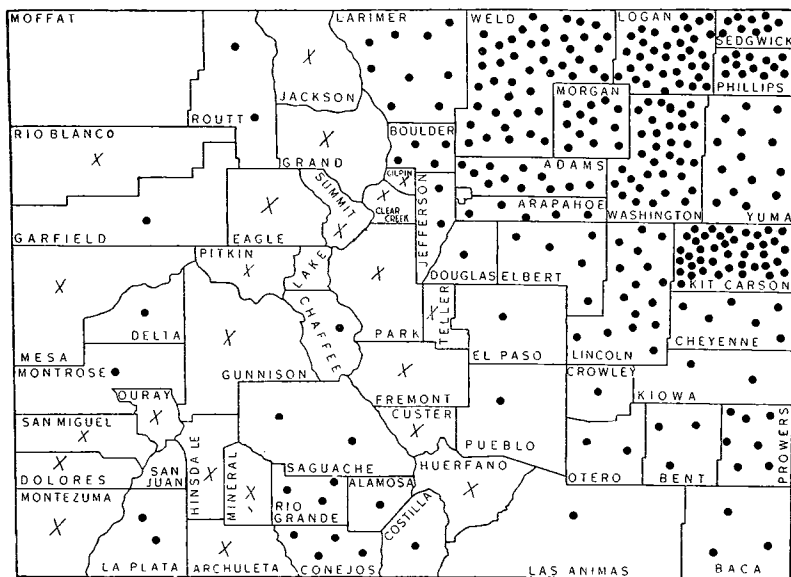 MOFFAT
LARIMER
WELD
LOGAN
SEDGWICK
PHILLIPS
JACKSON
MORGAN
ROUTT
RIO BLANCO
BOULDER
GRAND
GILPIN
ADAMS
SUMMIT
CLEAR
CREEK
JEFFERSON
ARAPAHOE
WASHINGTON
YUMA
GARFIELD
EAGLE
PITKIN
LAKE
DOUGLAS
ELBERT
KIT CARSON
CHAFFEE
TELLER
DELTA
PARK
MESA
EL PASO
LINCOLN
CHEYENNE
MONTROSE
GUNNISON
CROWLEY
OURAY
FREMONT
KIOWA
CUSTER
SAN MIGUEL
PUEBLO
PROWERS
HINSDALE
SAGUACHE
HUERFANO
DOLORES
SAN
JUAN
MINERAL
ALAMOSA
OTERO
BENT
MONTEZUMA
RIO
GRANDE
COSTILLA
LA PLATA
ARCHULETA
CONEJOS
LAS ANIMAS
BACA